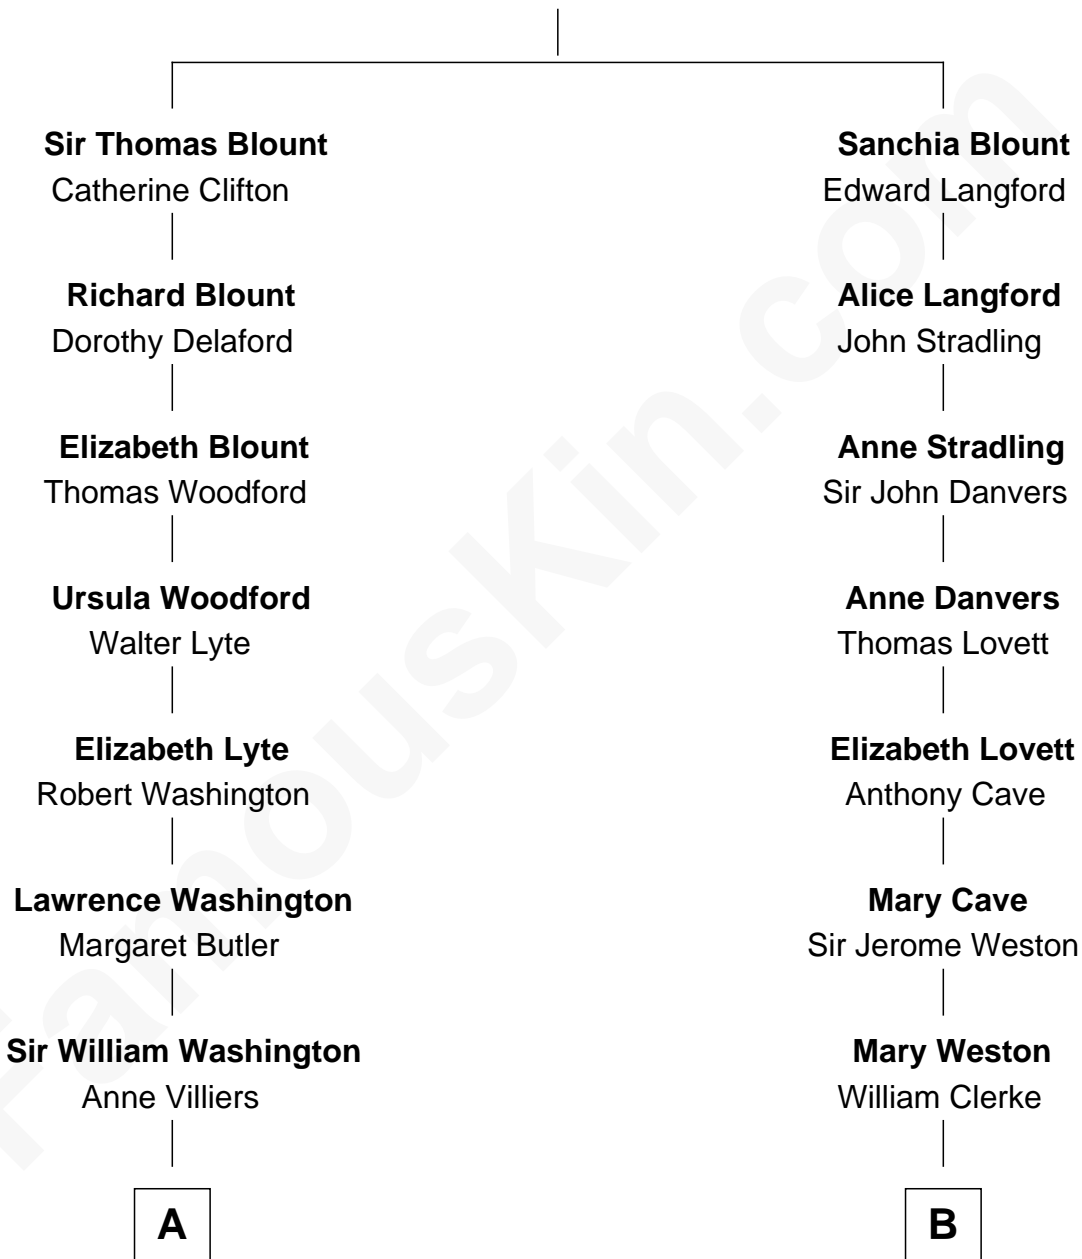 Sir Thomas Blount
Catherine Clifton
Richard Blount
Dorothy Delaford
Elizabeth Blount
Thomas Woodford
Ursula Woodford
Walter Lyte
Elizabeth Lyte
Robert Washington
Lawrence Washington
Margaret Butler
Sir William Washington
Anne Villiers
A
Sanchia Blount
Edward Langford
Alice Langford
John Stradling
Anne Stradling
Sir John Danvers
Anne Danvers
Thomas Lovett
Elizabeth Lovett
Anthony Cave
Mary Cave
Sir Jerome Weston
Mary Weston
William Clerke
B
FamousKin.com